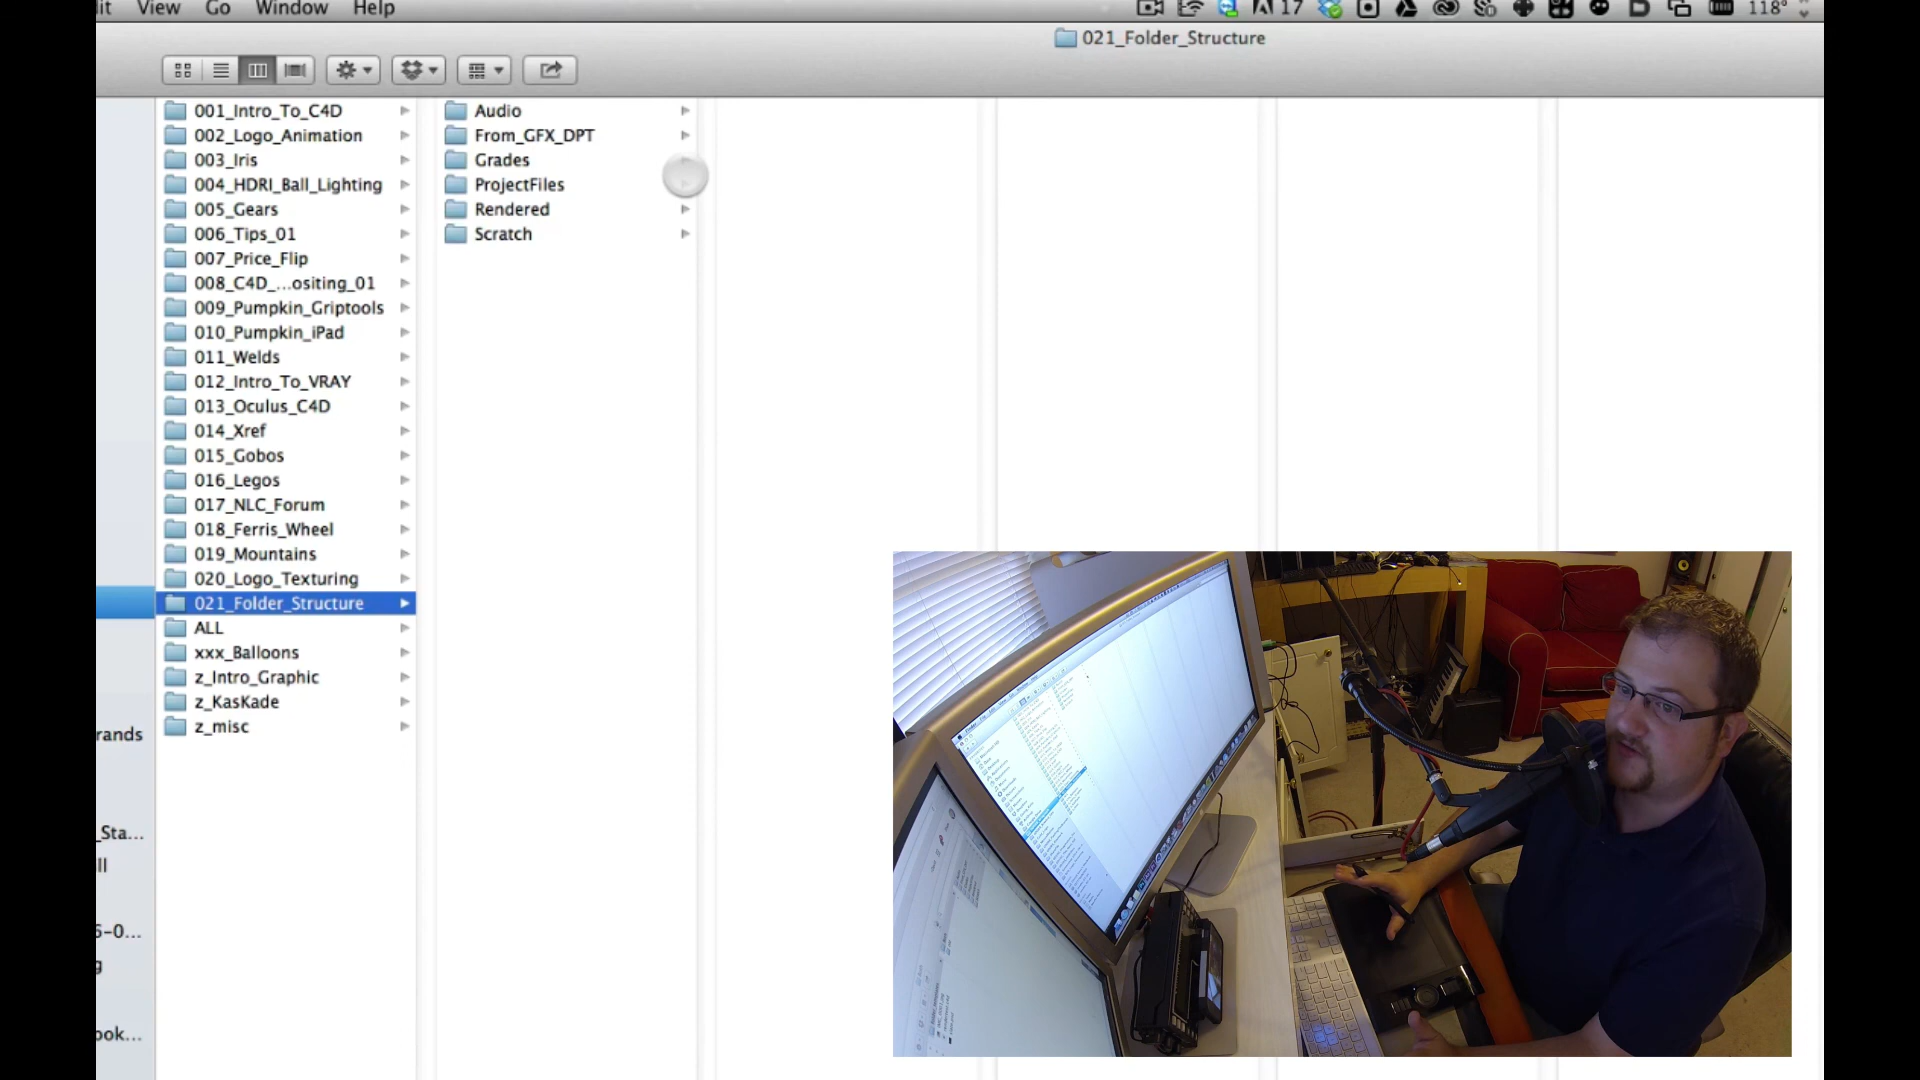 it View Go Window Help
17
118°
021_Folder_Structure
001_Intro_To_C4D
002_Logo_Animation
003_Iris
004_HDRI_Ball_Lighting
005_Gears
006_Tips_01
007_Price_Flip
008_C4D_...ositing_01
009_Pumpkin_Griptools
010_Pumpkin_iPad
011_Welds
012_Intro_To_VRAY
013_Oculus_C4D
014_Xref
015_Gobos
016_Legos
017_NLC_Forum
018_Ferris_Wheel
019_Mountains
020_Logo_Texturing
021_Folder_Structure
ALL
xxx_Balloons
z_Intro_Graphic
z_KasKade
z_misc
Audio
From_GFX_DPT
Grades
ProjectFiles
Rendered
Scratch
rands
_Sta...
ll
6-0...
g
ook...